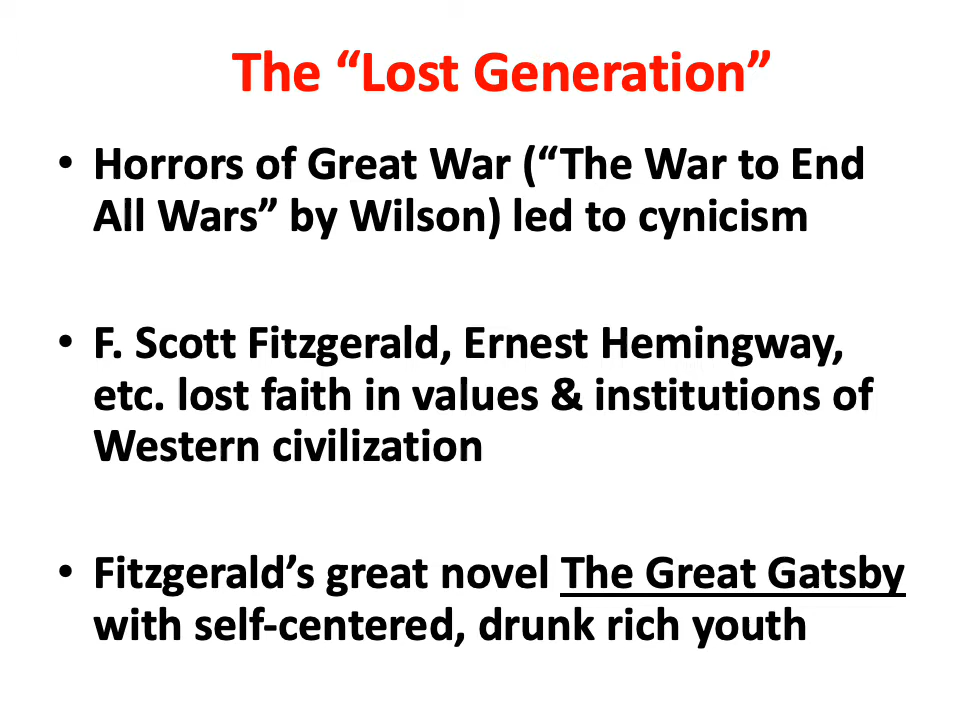 The “Lost Generation”
• Horrors of Great War (“The War to End
All Wars” by Wilson) led to cynicism
• F. Scott Fitzgerald, Ernest Hemingway,
etc. lost faith in values & institutions of
Western civilization
• Fitzgerald’s great novel The Great Gatsby
with self-centered, drunk rich youth